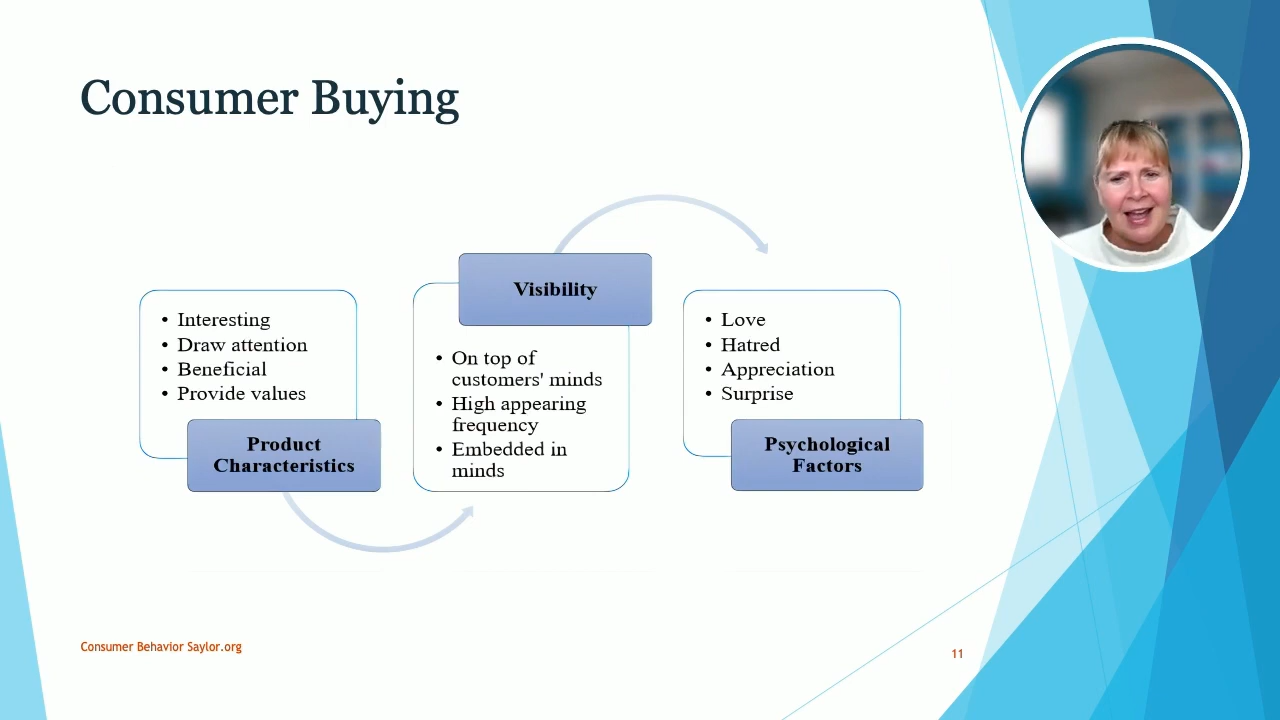 Consumer Buying
• Interesting
• Draw attention
• Beneficial
• Provide values
Product
Characteristics
Visibility
• On top of
customers' minds
• High appearing
frequency
• Embedded in
minds
• Love
• Hatred
• Appreciation
• Surprise
Psychological
Factors
Consumer Behavior Saylor.org
11